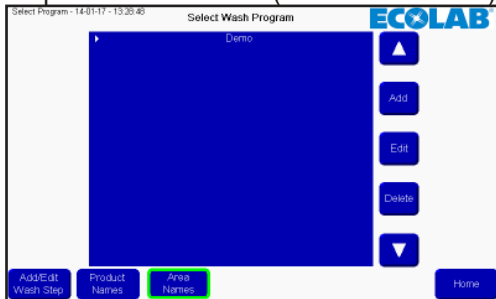 Select Program - 14-01-17 - 13:28:48
Select Wash Program
ECOLAB
Demo
Add
Edit
Delete
Add/Edit
Wash Step
Product
Names
Area
Names
Home